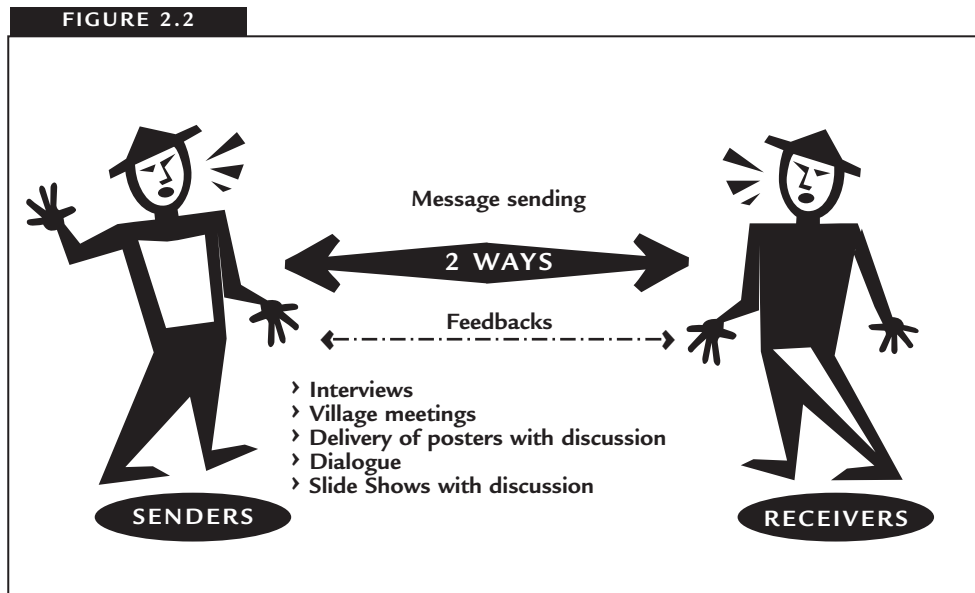 FIGURE 2.2
Message sending
2 WAYS
Feedbacks
› Interviews
› Village meetings
› Delivery of posters with discussion
› Dialogue
› Slide Shows with discussion
SENDERS
RECEIVERS